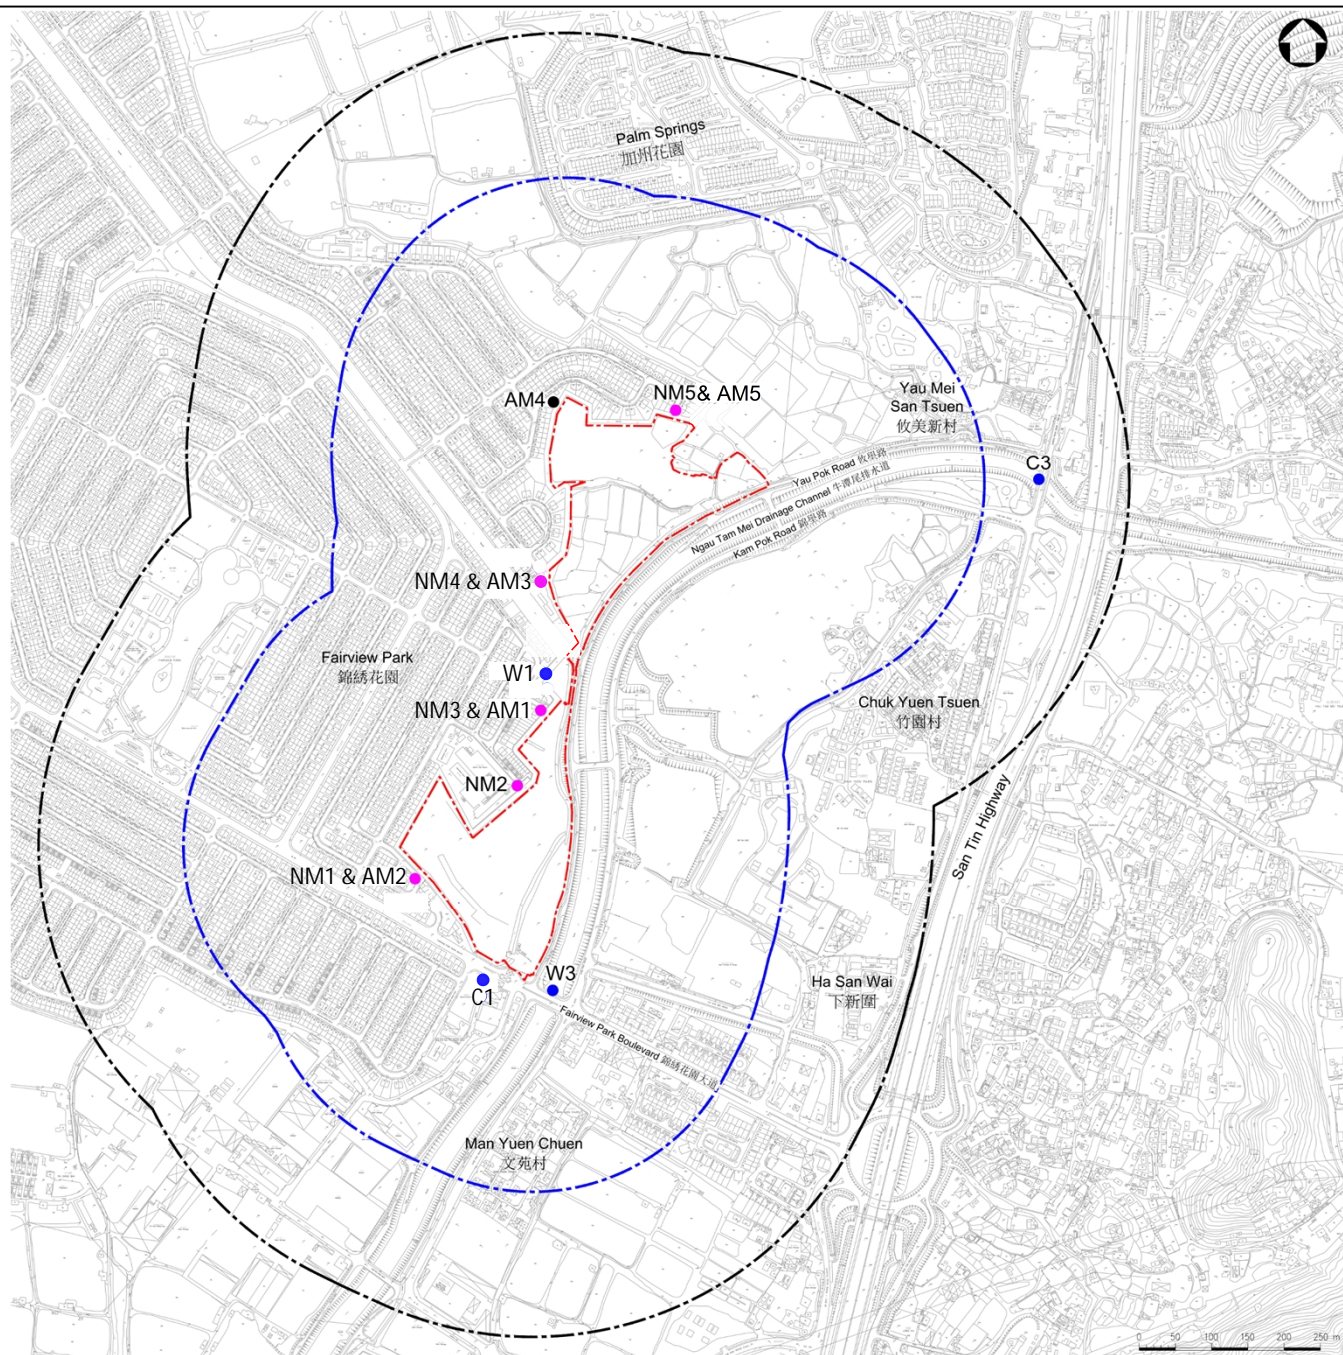 Palm Springs
加州花園
AM4
NM5& AM5
Yau Mei
San Tsuen
攸美新村
C3
Yau Pok Road 攸學路
Ngau Tam Mei Drainage Channel 牛潭尾排水道
Kam Pok Road 錦學路
NM4 & AM3
Fairview Park
錦綉花園
W1
NM3 & AM1
Chuk Yuen Tsuen
竹園村
NM2
San Tin Highway
NM1 & AM2
C1
W3
Ha San Wai
下新圍
Fairview Park Boulevard 錦綉花園大道
Man Yuen Chuen
文苑村
0 50 100 150 200 250 m